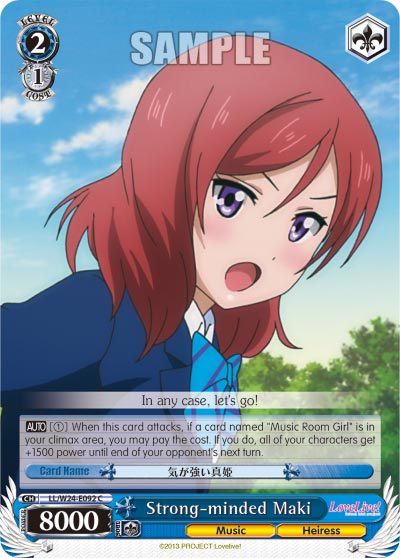 LEVEL
2
SAMPLE
1
COST
In any case, let's go!
AUTO [①] When this card attacks, if a card named "Music Room Girl" is in
your climax area, you may pay the cost. If you do, all of your characters get
+1500 power until end of your opponent's next turn.
Card Name 気が強い真姫
CH LL/W24-E092 C
POWER 8000 SOUL Strong-minded Maki LoveLive!
Music Heiress
©2013 PROJECT Lovelive!